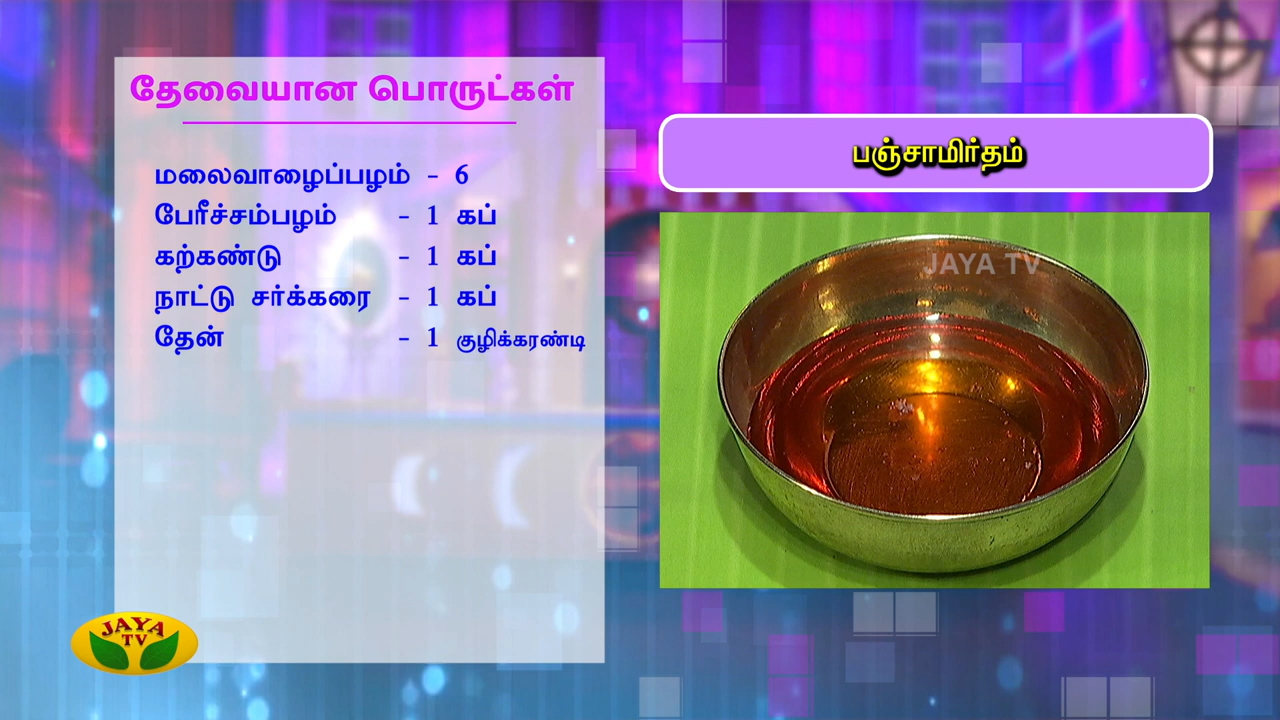 தேவையான பொருட்கள்
மலைவாழைப்பழம் - 6
பேரீச்சம்பழம் - 1 கப்
கற்கண்டு - 1 கப்
நாட்டு சர்க்கரை - 1 கப்
தேன் - 1 குழிக்கரண்டி
பஞ்சாமிர்தம்
JAYA TV
JAYA
TV